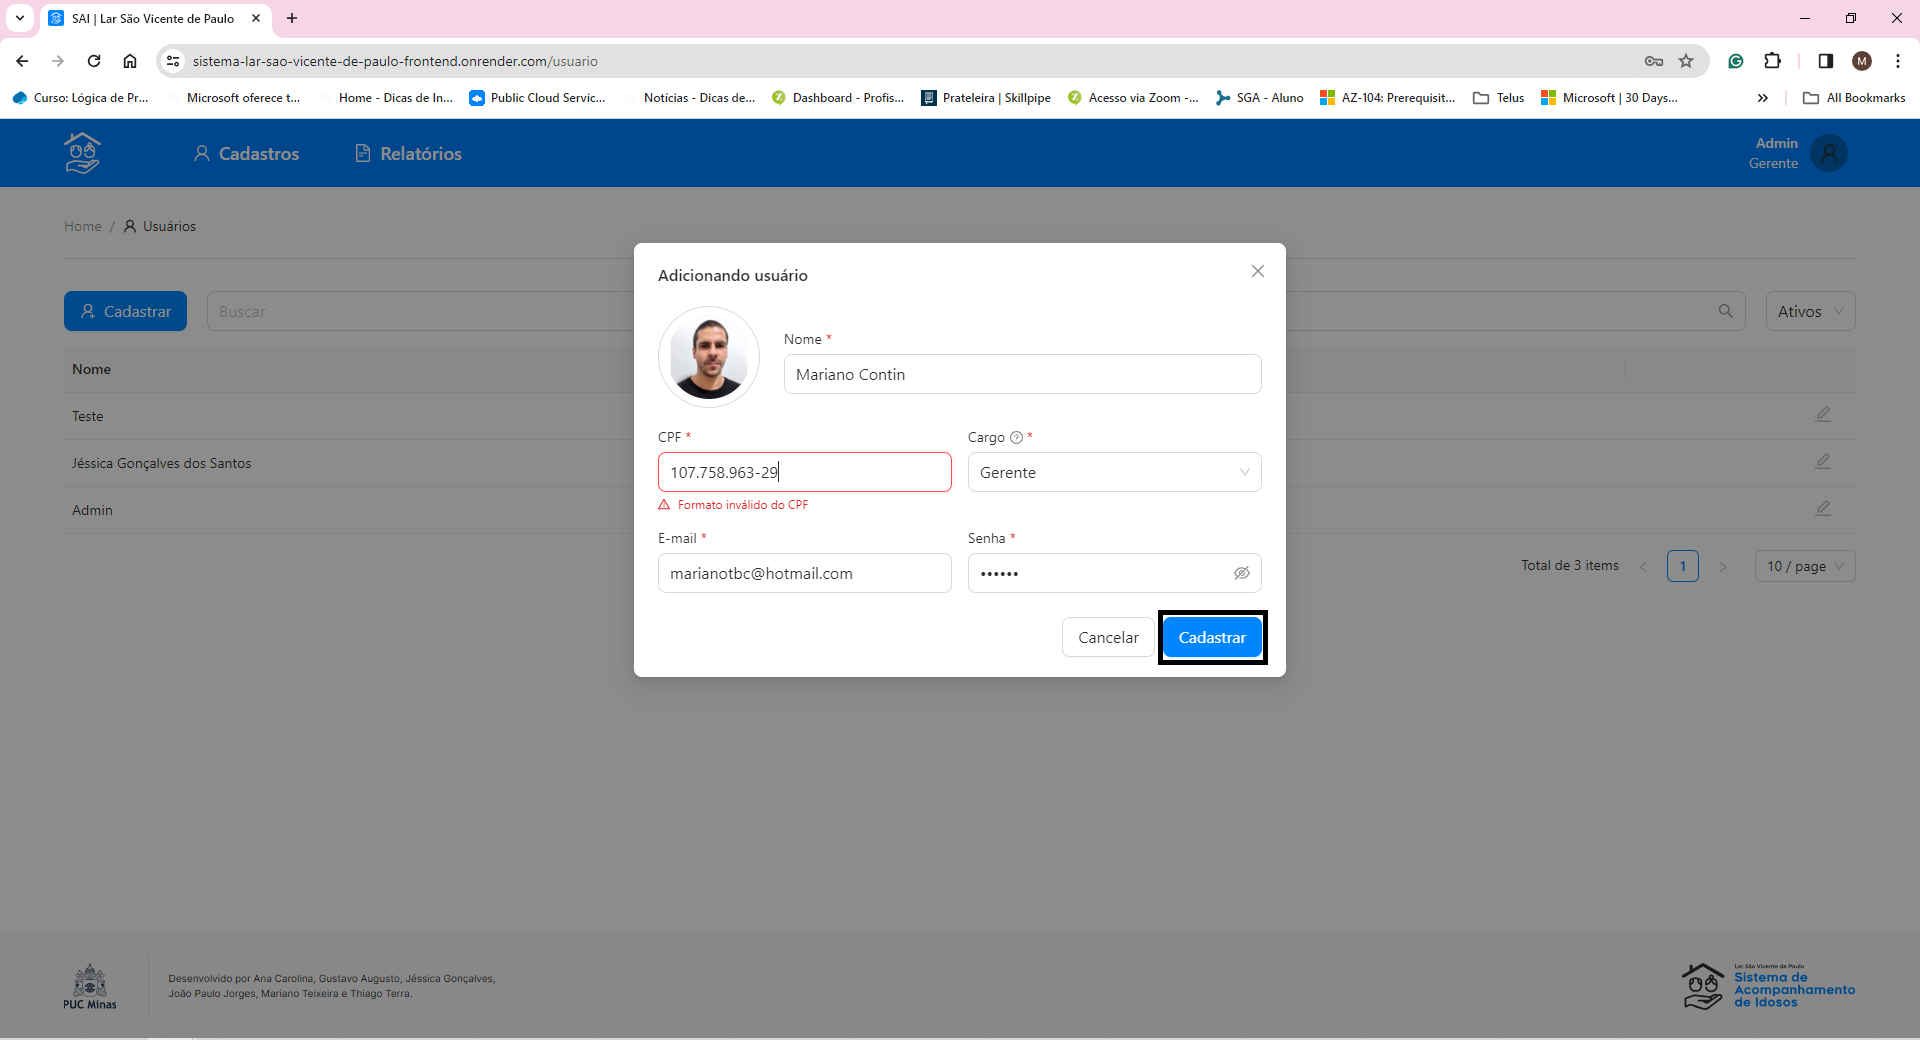 SAI | Lar São Vicente de Paulo
sistema-lar-sao-vicente-de-paulo-frontend.onrender.com/usuario
M
Curso: Lógica de Pr...
Microsoft oferece t...
Home - Dicas de In...
Public Cloud Servic...
Notícias - Dicas de...
Dashboard - Profis...
Prateleira | Skillpipe
Acesso via Zoom -...
SGA - Aluno
AZ-104: Prerequisit...
Telus
Microsoft | 30 Days...
All Bookmarks
Cadastros
Relatórios
Admin
Gerente
Home / Usuários
Cadastrar
Buscar
Ativos
Nome
Teste
Jéssica Gonçalves dos Santos
Admin
Total de 3 items
1
10 / page
Adicionando usuário
Nome *
Mariano Contin
CPF *
107.758.963-29
Formato inválido do CPF
Cargo *
Gerente
E-mail *
marianotbc@hotmail.com
Senha *
••••••
Cancelar
Cadastrar
PUC Minas
Desenvolvido por Ana Carolina, Gustavo Augusto, Jéssica Gonçalves,
João Paulo Jorges, Mariano Teixeira e Thiago Terra.
Lar São Vicente de Paulo
Sistema de
Acompanhamento
de Idosos